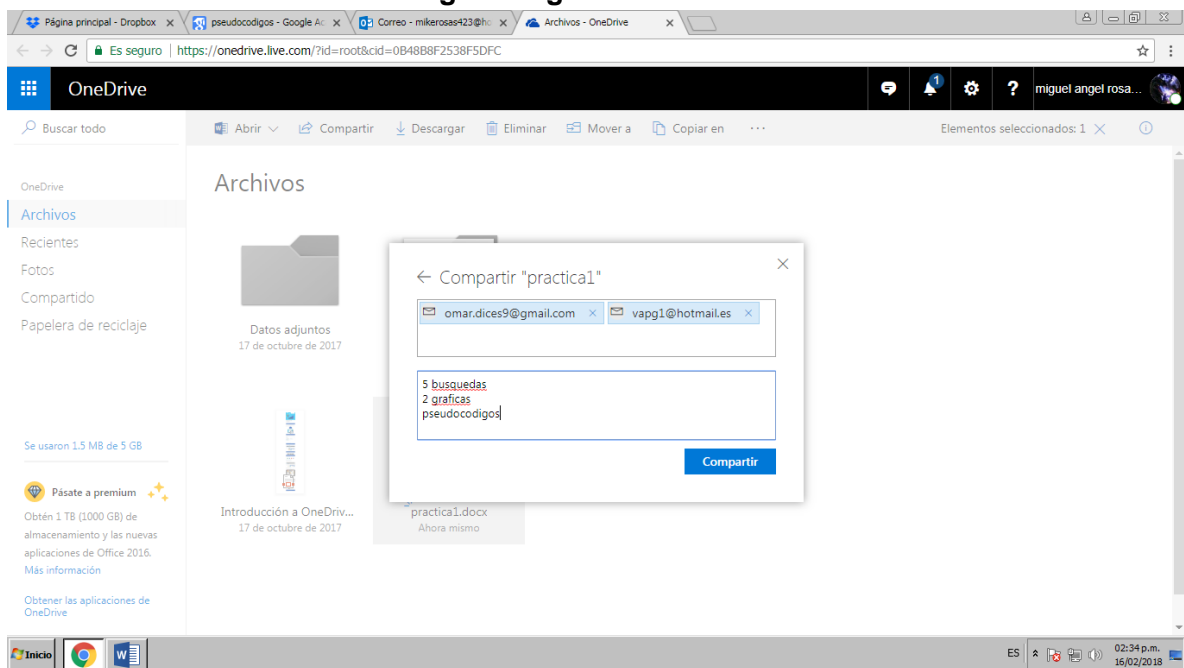 Página principal - Dropbox
pseudocodigos - Google Ac
Correo - mikerosas423@ho
Archivos - OneDrive
Es seguro | https://onedrive.live.com/?id=root&cid=0B48B8F2538F5DFC
OneDrive
1
?
miguel angel rosa...
Buscar todo
Abrir
Compartir
Descargar
Eliminar
Mover a
Copiar en
...
Elementos seleccionados: 1
OneDrive
Archivos
Recientes
Fotos
Compartido
Papelera de reciclaje
Se usaron 1.5 MB de 5 GB
Pásate a premium
Obtén 1 TB (1000 GB) de
almacenamiento y las nuevas
aplicaciones de Office 2016.
Más información
Obtener las aplicaciones de
OneDrive
Archivos
Datos adjuntos
17 de octubre de 2017
Introducción a OneDriv...
17 de octubre de 2017
practica1.docx
Ahora mismo
Compartir "practica1"
omar.dices9@gmail.com
vapg1@hotmail.es
5 busquedas
2 graficas
pseudocodigos
Compartir
Inicio
ES
02:34 p.m.
16/02/2018